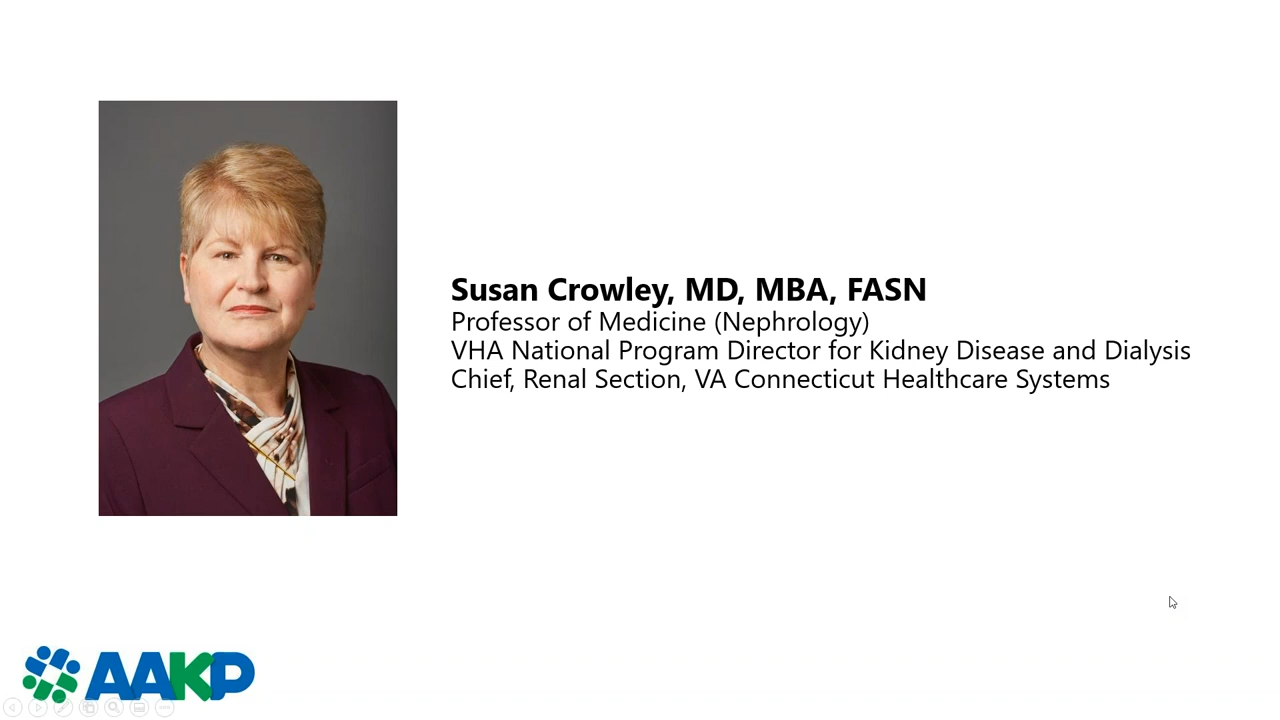 Susan Crowley, MD, MBA, FASN
Professor of Medicine (Nephrology)
VHA National Program Director for Kidney Disease and Dialysis
Chief, Renal Section, VA Connecticut Healthcare Systems
AAKP